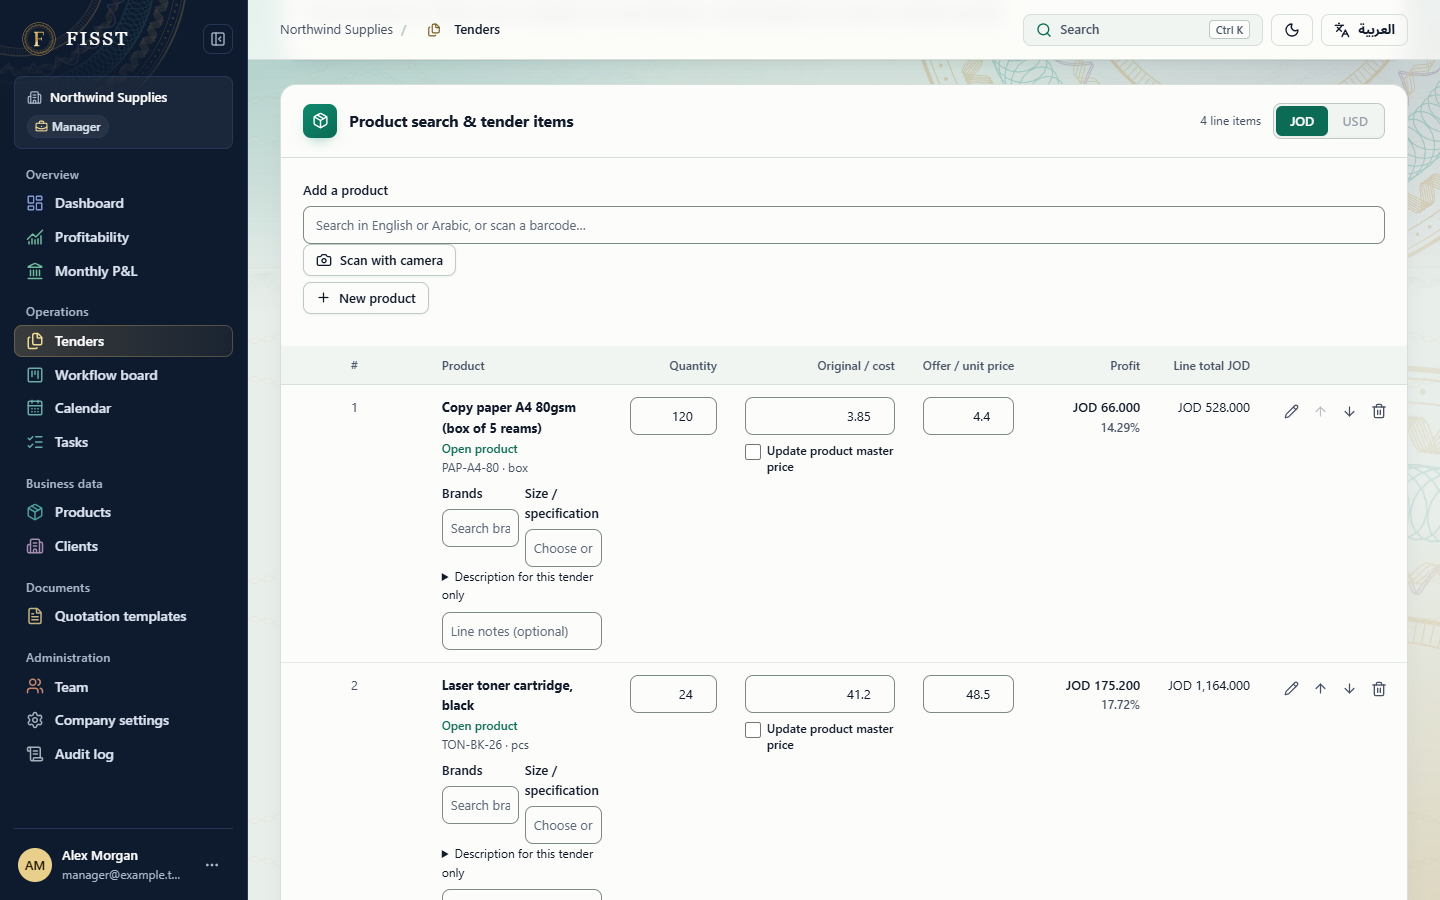 FISST
Northwind Supplies
Manager
Overview
Dashboard
Profitability
Monthly P&L
Operations
Tenders
Workflow board
Calendar
Tasks
Business data
Products
Clients
Documents
Quotation templates
Administration
Team
Company settings
Audit log
AM
Alex Morgan
manager@example.t...
Northwind Supplies / Tenders
Search Ctrl K
العربية
Product search & tender items
4 line items JOD USD
Add a product
Search in English or Arabic, or scan a barcode...
Scan with camera
New product
# Product Quantity Original / cost Offer / unit price Profit Line total JOD
1 Copy paper A4 80gsm (box of 5 reams) 120 3.85 4.4 JOD 66.000 JOD 528.000
14.29%
Open product
Update product master price
PAP-A4-80 · box
Brands Size / specification
Search bra Choose or
Description for this tender only
Line notes (optional)
2 Laser toner cartridge, black 24 41.2 48.5 JOD 175.200 JOD 1,164.000
17.72%
Open product
Update product master price
TON-BK-26 · pcs
Brands Size / specification
Search bra Choose or
Description for this tender only